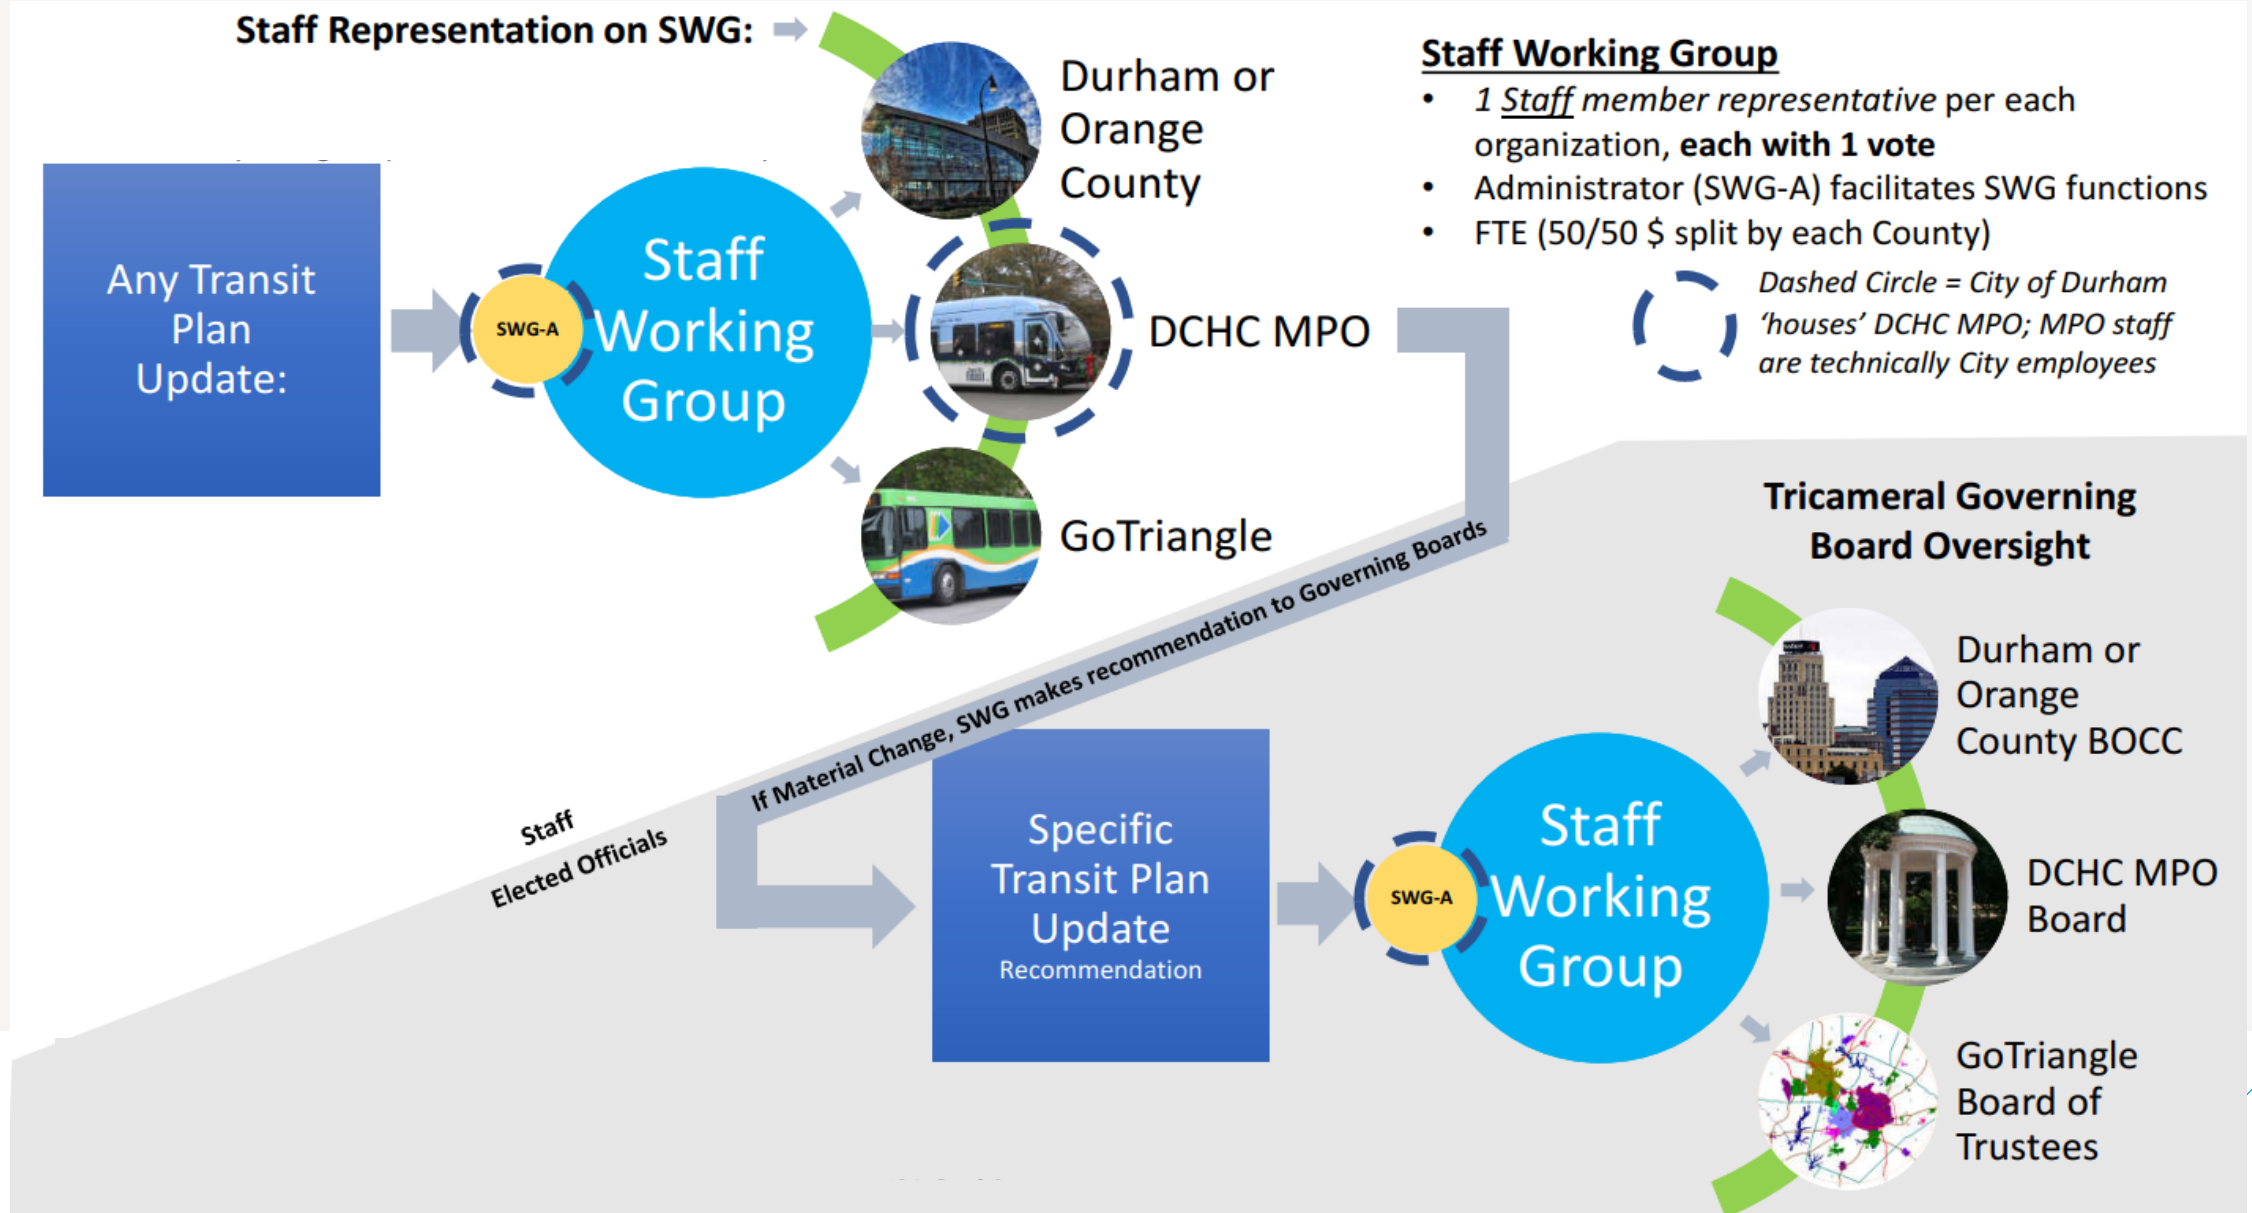 Staff Representation on SWG:
Any Transit
Plan
Update:
SWG-A
Staff
Working
Group
Durham or
Orange
County
DCHC MPO
GoTriangle
Staff Working Group
• 1 Staff member representative per each
organization, each with 1 vote
• Administrator (SWG-A) facilitates SWG functions
• FTE (50/50 $ split by each County)
Dashed Circle = City of Durham
‘houses’ DCHC MPO; MPO staff
are technically City employees
If Material Change, SWG makes recommendation to Governing Boards
Staff
Elected Officials
Tricameral Governing
Board Oversight
Specific
Transit Plan
Update
Recommendation
SWG-A
Staff
Working
Group
Durham or
Orange
County BOCC
DCHC MPO
Board
GoTriangle
Board of
Trustees